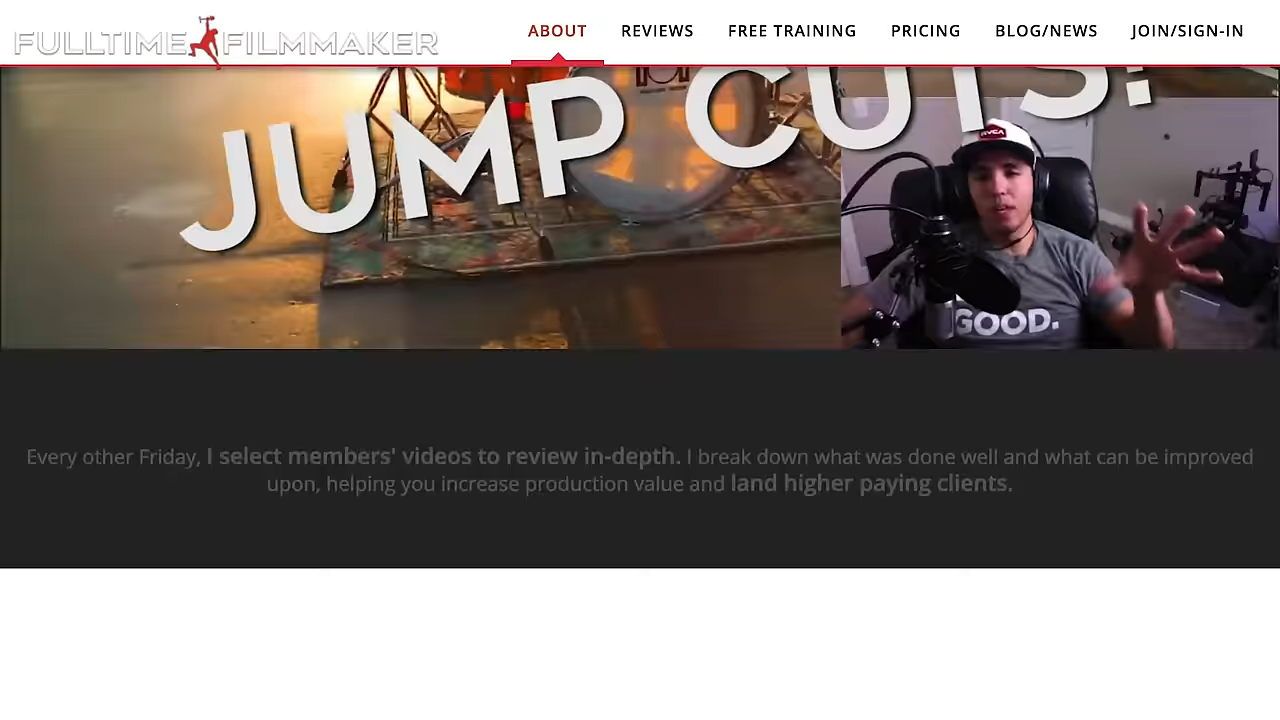 FULLTIME FILMMAKER
ABOUT
REVIEWS
FREE TRAINING
PRICING
BLOG/NEWS
JOIN/SIGN-IN
JUMP CUTS!
RVCA
GOOD.
Every other Friday, I select members' videos to review in-depth. I break down what was done well and what can be improved
upon, helping you increase production value and land higher paying clients.